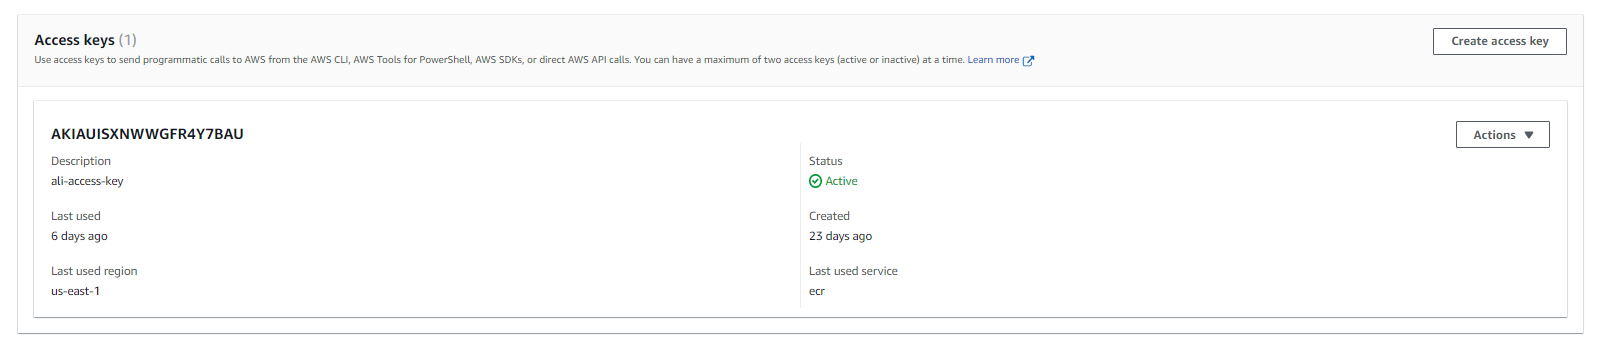 Access keys (1)
Create access key
Use access keys to send programmatic calls to AWS from the AWS CLI, AWS Tools for PowerShell, AWS SDKs, or direct AWS API calls. You can have a maximum of two access keys (active or inactive) at a time. Learn more
AKIAUISXNWWGFR4Y7BAU
Actions
Description
ali-access-key
Status
Active
Last used
6 days ago
Created
23 days ago
Last used region
us-east-1
Last used service
ecr